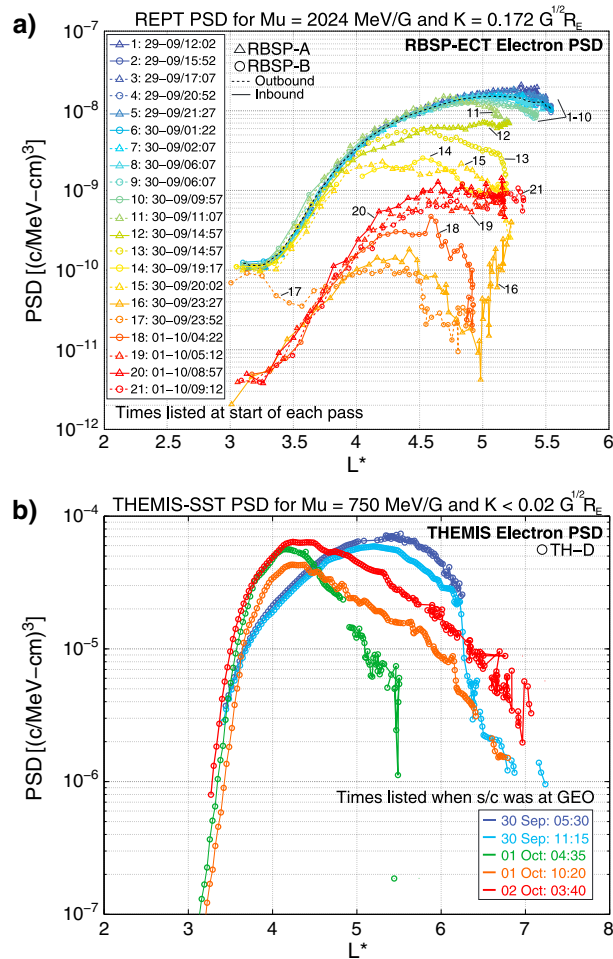 a)
REPT PSD for Mu = 2024 MeV/G and K = 0.172 G^{1/2}R_E
RBSP-ECT Electron PSD
△ RBSP-A
○ RBSP-B
---- Outbound
— Inbound
1: 29-09/12:02
2: 29-09/15:52
3: 29-09/17:07
4: 29-09/20:52
5: 29-09/21:27
6: 30-09/01:22
7: 30-09/02:07
8: 30-09/06:07
9: 30-09/06:07
10: 30-09/09:57
11: 30-09/11:07
12: 30-09/14:57
13: 30-09/14:57
14: 30-09/19:17
15: 30-09/20:02
16: 30-09/23:27
17: 30-09/23:52
18: 01-10/04:22
19: 01-10/05:12
20: 01-10/08:57
21: 01-10/09:12
Times listed at start of each pass
1-10
11
12
13
14
15
21
20
18
19
17
16
PSD [(c/MeV-cm)^3]
10^{-7}
10^{-8}
10^{-9}
10^{-10}
10^{-11}
10^{-12}
2 2.5 3 3.5 4 4.5 5 5.5 6
L*
b)
THEMIS-SST PSD for Mu = 750 MeV/G and K < 0.02 G^{1/2}R_E
THEMIS Electron PSD
○ TH-D
PSD [(c/MeV-cm)^3]
10^{-4}
10^{-5}
10^{-6}
10^{-7}
Times listed when s/c was at GEO
30 Sep: 05:30
30 Sep: 11:15
01 Oct: 04:35
01 Oct: 10:20
02 Oct: 03:40
2 3 4 5 6 7 8
L*